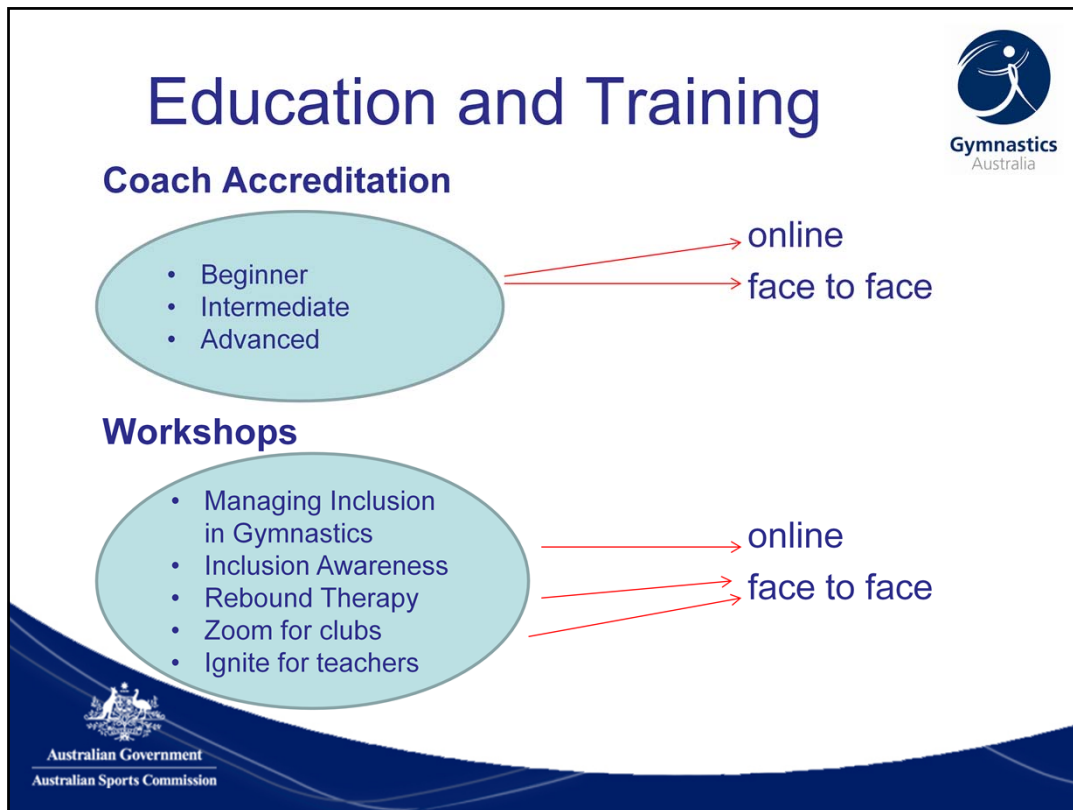 Education and Training
Gymnastics
Australia
Coach Accreditation
• Beginner
• Intermediate
• Advanced
online
face to face
Workshops
• Managing Inclusion
in Gymnastics
• Inclusion Awareness
• Rebound Therapy
• Zoom for clubs
• Ignite for teachers
online
face to face
Australian Government
Australian Sports Commission